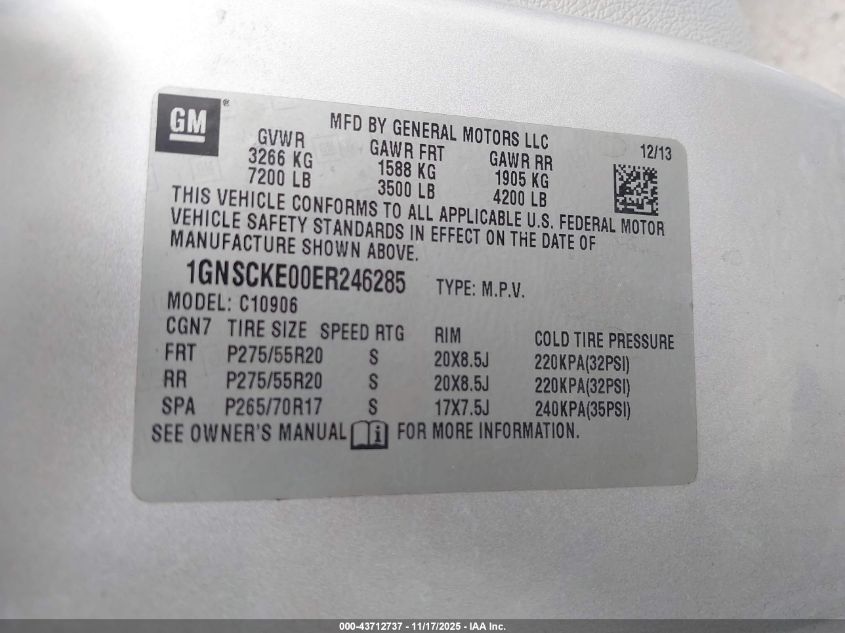 GM ®
MFD BY GENERAL MOTORS LLC
12/13
GVWR GAWR FRT GAWR RR
3266 KG 1588 KG 1905 KG
7200 LB 3500 LB 4200 LB
THIS VEHICLE CONFORMS TO ALL APPLICABLE U.S. FEDERAL MOTOR
VEHICLE SAFETY STANDARDS IN EFFECT ON THE DATE OF
MANUFACTURE SHOWN ABOVE.
1GNSCKE00ER246285 TYPE: M.P.V.
MODEL: C10906
CGN7 TIRE SIZE SPEED RTG RIM COLD TIRE PRESSURE
FRT P275/55R20 S 20X8.5J 220KPA(32PSI)
RR P275/55R20 S 20X8.5J 220KPA(32PSI)
SPA P265/70R17 S 17X7.5J 240KPA(35PSI)
SEE OWNER'S MANUAL i FOR MORE INFORMATION.
000-43712737 - 11/17/2025 - IAA Inc.